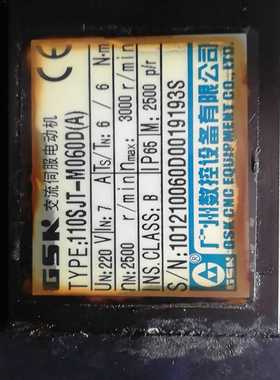 GSK 交流伺服电动机 CE
TYPE:110SJT-M060D(A)
UN:220 V IN: 7 A Ts/TN: 6 / 6 N·m
nN:2500 r/min nmax: 3000 r/min
INS.CLASS: B IP65 M: 2500 p/r
S/N:101210060D0019193S
GSK 广州数控设备有限公司
GSK CNC EQUIPMENT CO.,LTD.